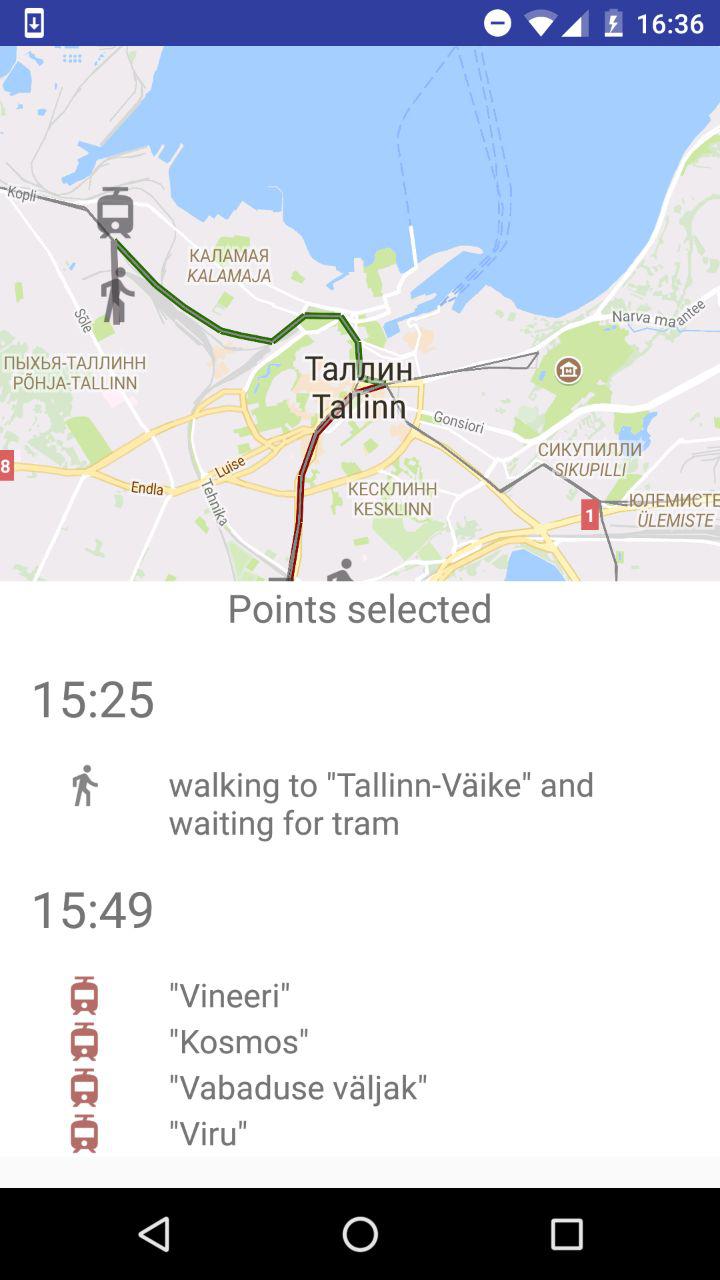 16:36
Kopli
КАЛАМАЯ
KALAMAJA
Sõle
Narva maantee
ПЫХЬЯ-ТАЛЛИНН
PÕHJA-TALLINN
Таллин
Tallinn
Gonsiori
СИКУПИЛЛИ
SIKUPILLI
8
Luise
Endla
Tehnika
КЕСКЛИНН
KESKLINN
ЮЛЕМИСТЕ
ÜLEMISTE
1
Points selected
15:25
walking to "Tallinn-Väike" and
waiting for tram
15:49
"Vineeri"
"Kosmos"
"Vabaduse väljak"
"Viru"